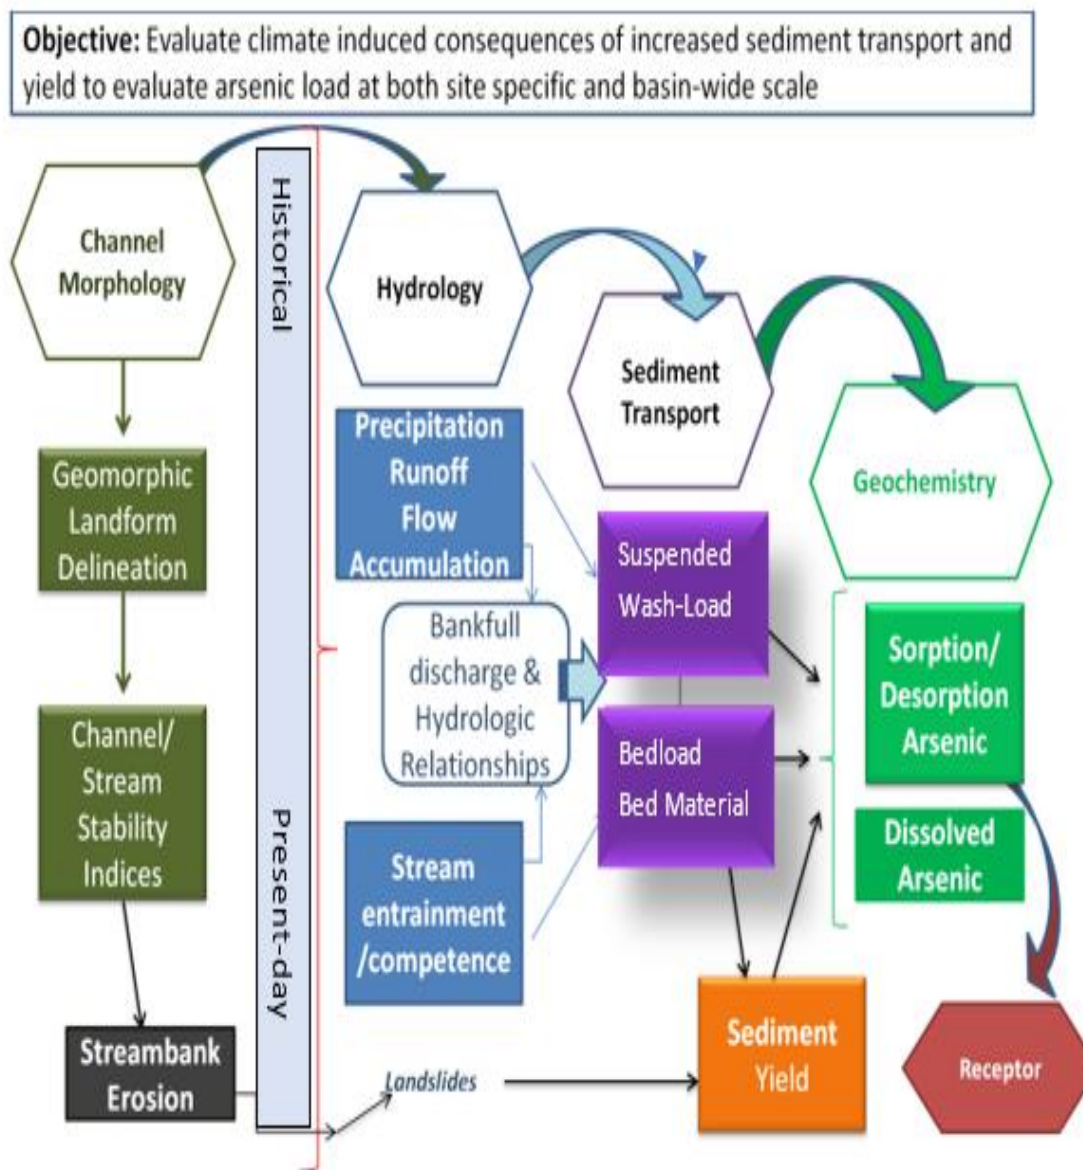 Objective: Evaluate climate induced consequences of increased sediment transport and
yield to evaluate arsenic load at both site specific and basin-wide scale
Channel
Morphology
Geomorphic
Landform
Delineation
Channel/
Stream
Stability
Indices
Streambank
Erosion
Historical
Present-day
Hydrology
Precipitation
Runoff
Flow
Accumulation
Bankfull
discharge &
Hydrologic
Relationships
Stream
entrainment
/competence
Landslides
Sediment
Transport
Suspended
Wash-Load
Bedload
Bed Material
Sediment
Yield
Geochemistry
Sorption/
Desorption
Arsenic
Dissolved
Arsenic
Receptor